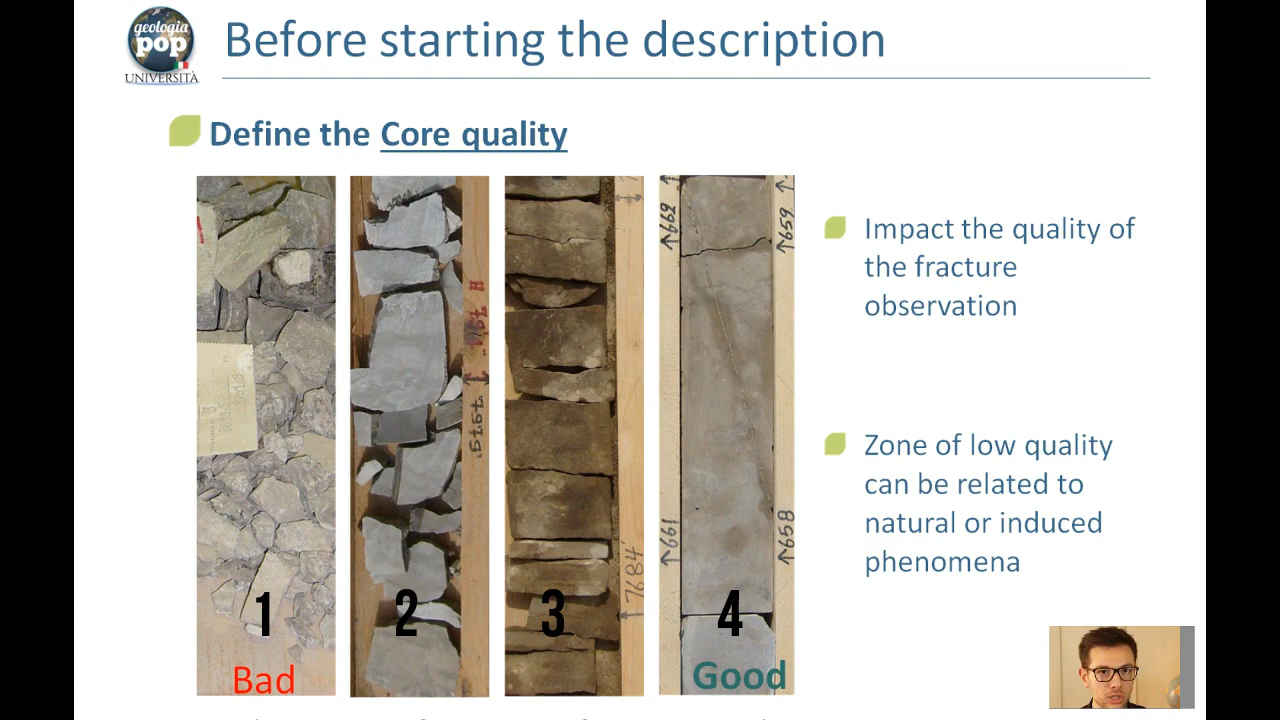 geologia
pop
UNIVERSITÀ
Before starting the description
Define the Core quality
1
2
3
4
Bad
Good
7684'
↑662
↑661
↑659
↑658
Impact the quality of
the fracture
observation
Zone of low quality
can be related to
natural or induced
phenomena